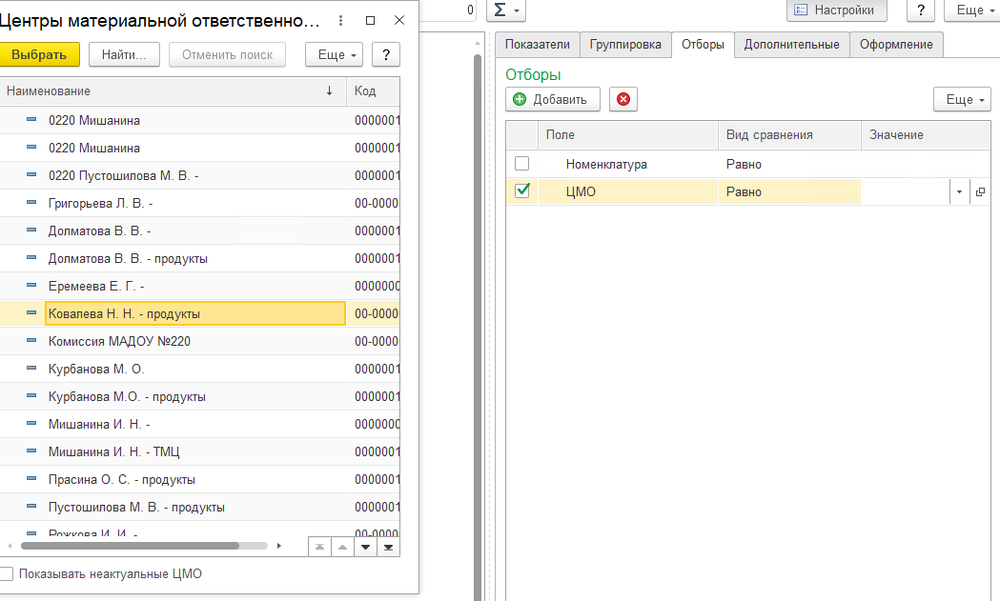 Центры материальной ответственно...
Выбрать
Найти...
Отменить поиск
Еще
?
Наименование
Код
0220 Мишанина
0000001
0220 Мишанина
0000001
0220 Пустошилова М. В. -
0000001
Григорьева Л. В. -
00-0000
Долматова В. В. -
0000001
Долматова В. В. - продукты
0000001
Еремеева Е. Г. -
0000000
Ковалева Н. Н. - продукты
00-0000
Комиссия МАДОУ №220
00-0000
Курбанова М. О.
0000001
Курбанова М.О. - продукты
0000001
Мишанина И. Н. -
0000000
Мишанина И. Н. - ТМЦ
0000001
Прасина О. С. - продукты
0000001
Пустошилова М. В. - продукты
0000001
Рожкова И. И. -
00-0000
Показывать неактуальные ЦМО
0
Σ
Настройки
?
Еще
Показатели
Группировка
Отборы
Дополнительные
Оформление
Отборы
Добавить
Еще
Поле
Вид сравнения
Значение
Номенклатура
Равно
ЦМО
Равно